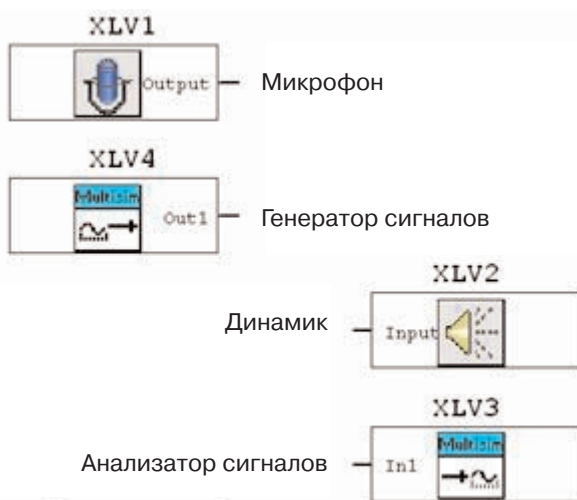 XLV1
Output
Микрофон
XLV4
Multisim
Out1
Генератор сигналов
XLV2
Динамик
Input
XLV3
Multisim
Анализатор сигналов
In1